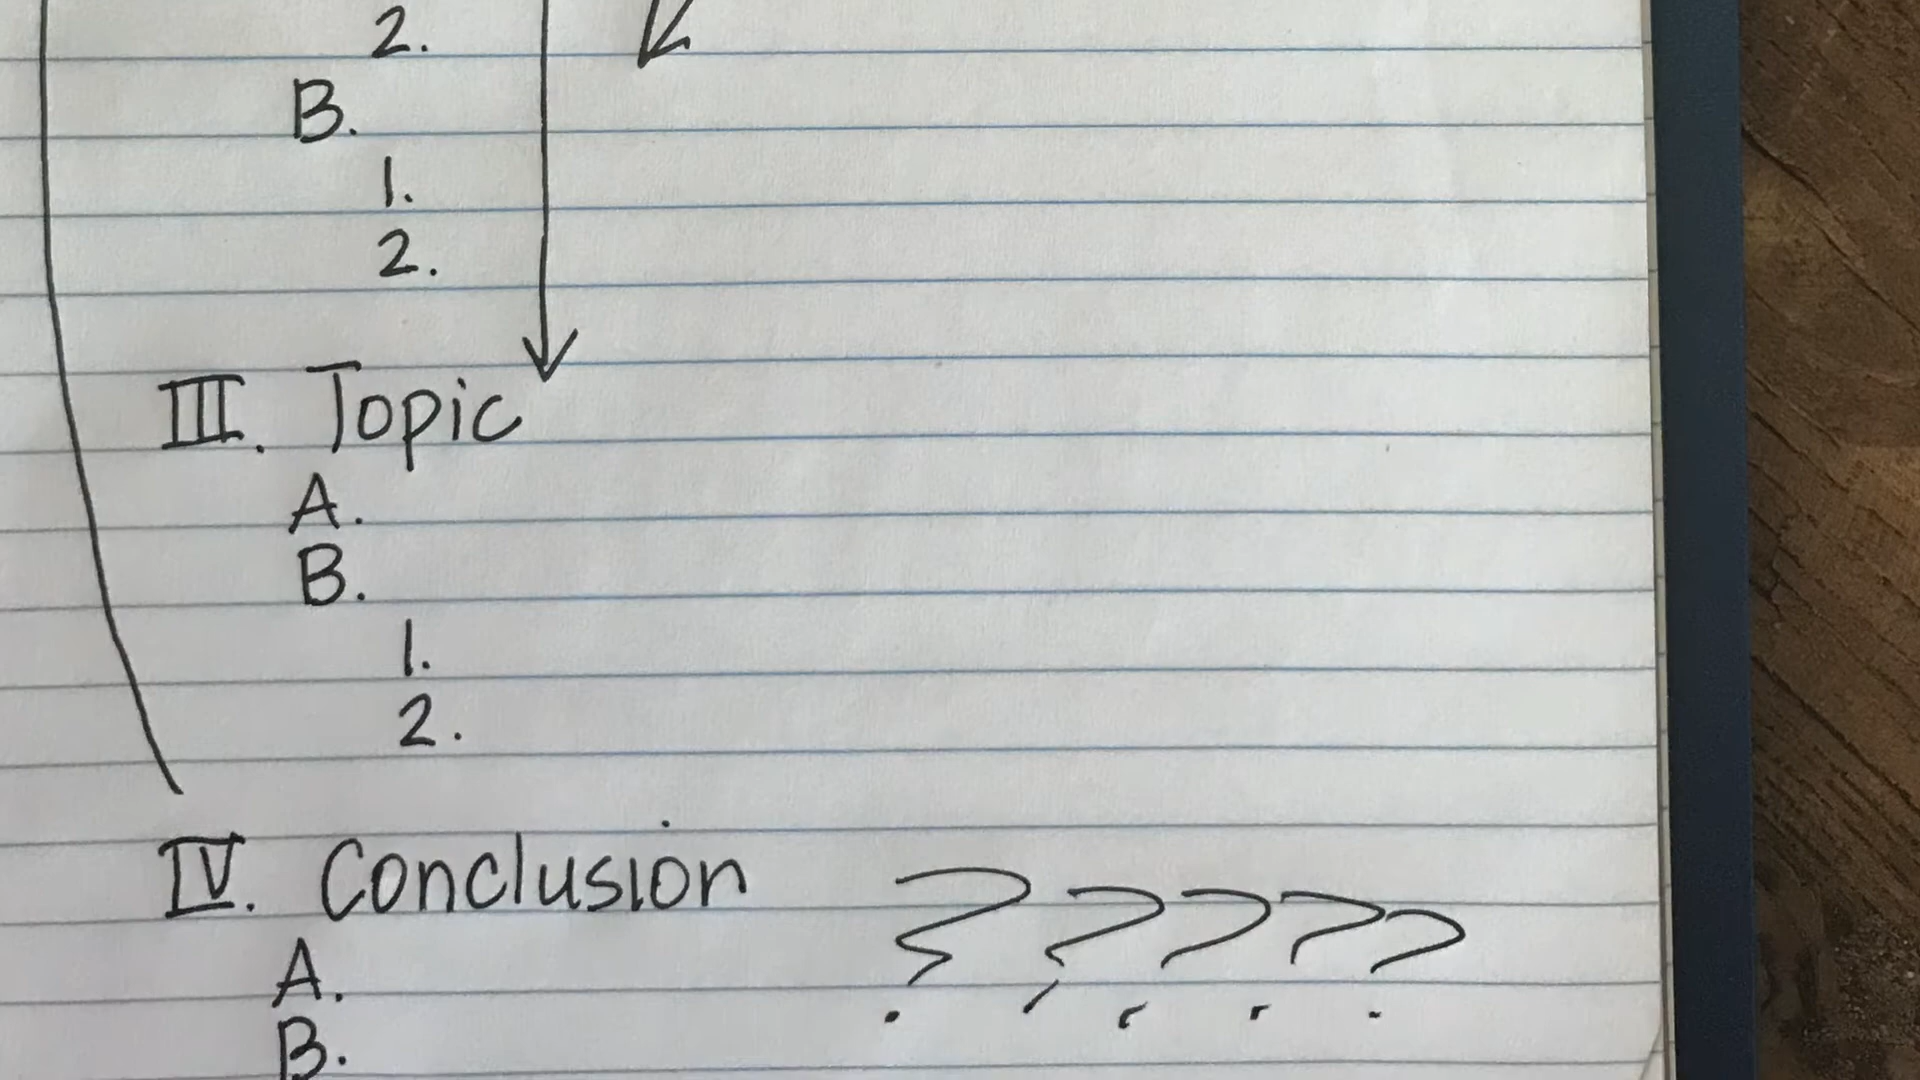 2.
B.
1.
2.
III. Topic
A.
B.
1.
2.
IV. Conclusion
?????
A.
B.